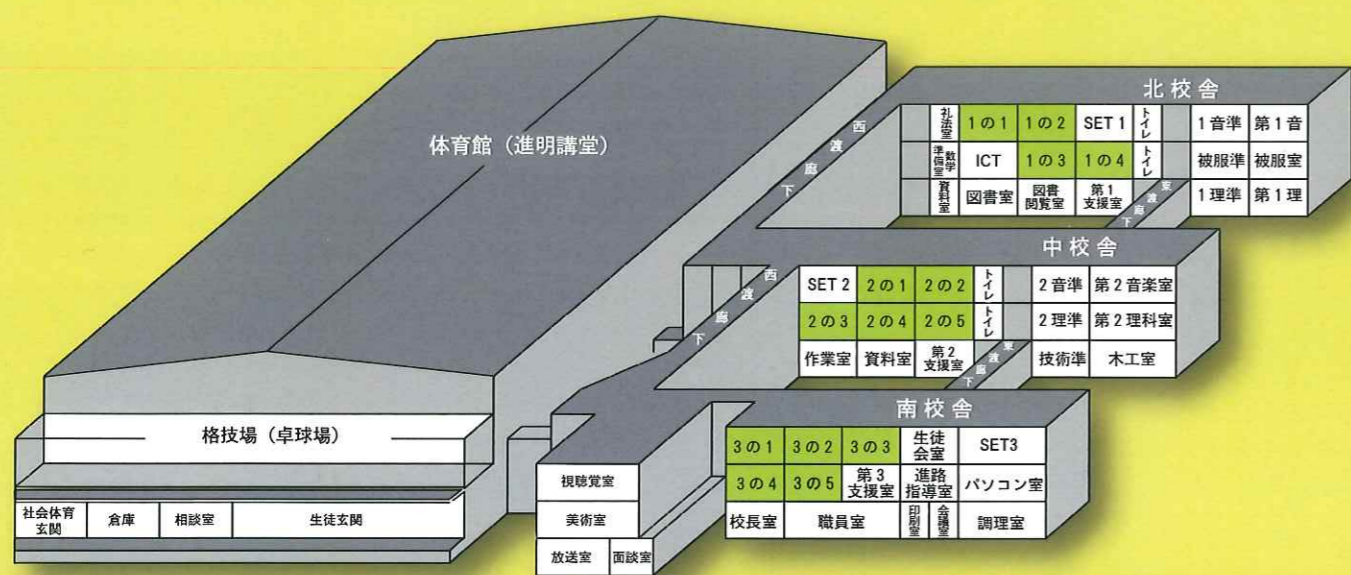 体育館（進明講堂）
格技場（卓球場）
社会体育
玄関
倉庫
相談室
生徒玄関
西渡廊下
北校舎
礼法室
1の1
1の2
SET 1
トイレ
1音準
第1音
数学
準備室
ICT
1の3
1の4
トイレ
被服準
被服室
資料室
図書室
図書
閲覧室
第1
支援室
1理準
第1理
東渡廊下
西渡廊下
中校舎
SET 2
2の1
2の2
トイレ
2音準
第2音楽室
2の3
2の4
2の5
トイレ
2理準
第2理科室
作業室
資料室
第2
支援室
技術準
木工室
東渡廊下
南校舎
3の1
3の2
3の3
生徒
会室
SET3
3の4
3の5
第3
支援室
進路
指導室
パソコン室
校長室
職員室
印刷室
会議室
調理室
視聴覚室
美術室
放送室
面談室